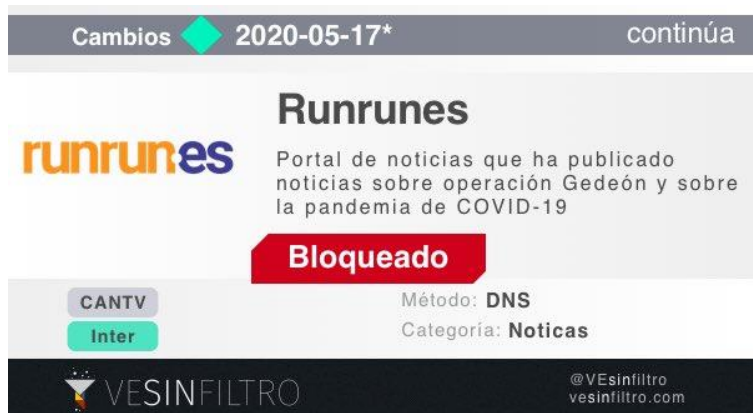 Cambios 2020-05-17* continúa
Runrunes
runrunes
Portal de noticias que ha publicado
noticias sobre operación Gedeón y sobre
la pandemia de COVID-19
Bloqueado
CANTV
Inter
Método: DNS
Categoría: Noticas
VESINFILTRO
@VEsinfiltro
vesinfiltro.com